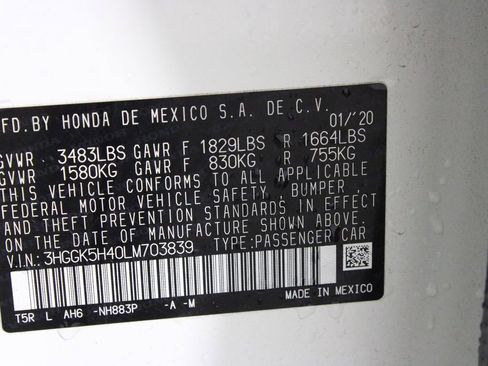 MFD.BY HONDA DE MEXICO S.A. DE C.V. 01/'20
GVWR 3483LBS GAWR F 1829LBS R 1664LBS
GVWR 1580KG GAWR F 830KG R 755KG
THIS VEHICLE CONFORMS TO ALL APPLICABLE
FEDERAL MOTOR VEHICLE SAFETY, BUMPER,
AND THEFT PREVENTION STANDARDS IN EFFECT
ON THE DATE OF MANUFACTURE SHOWN ABOVE.
V.I.N.: 3HGGK5H40LM703839 TYPE:PASSENGER CAR
T5R L AH6 -NH883P -A -M MADE IN MEXICO